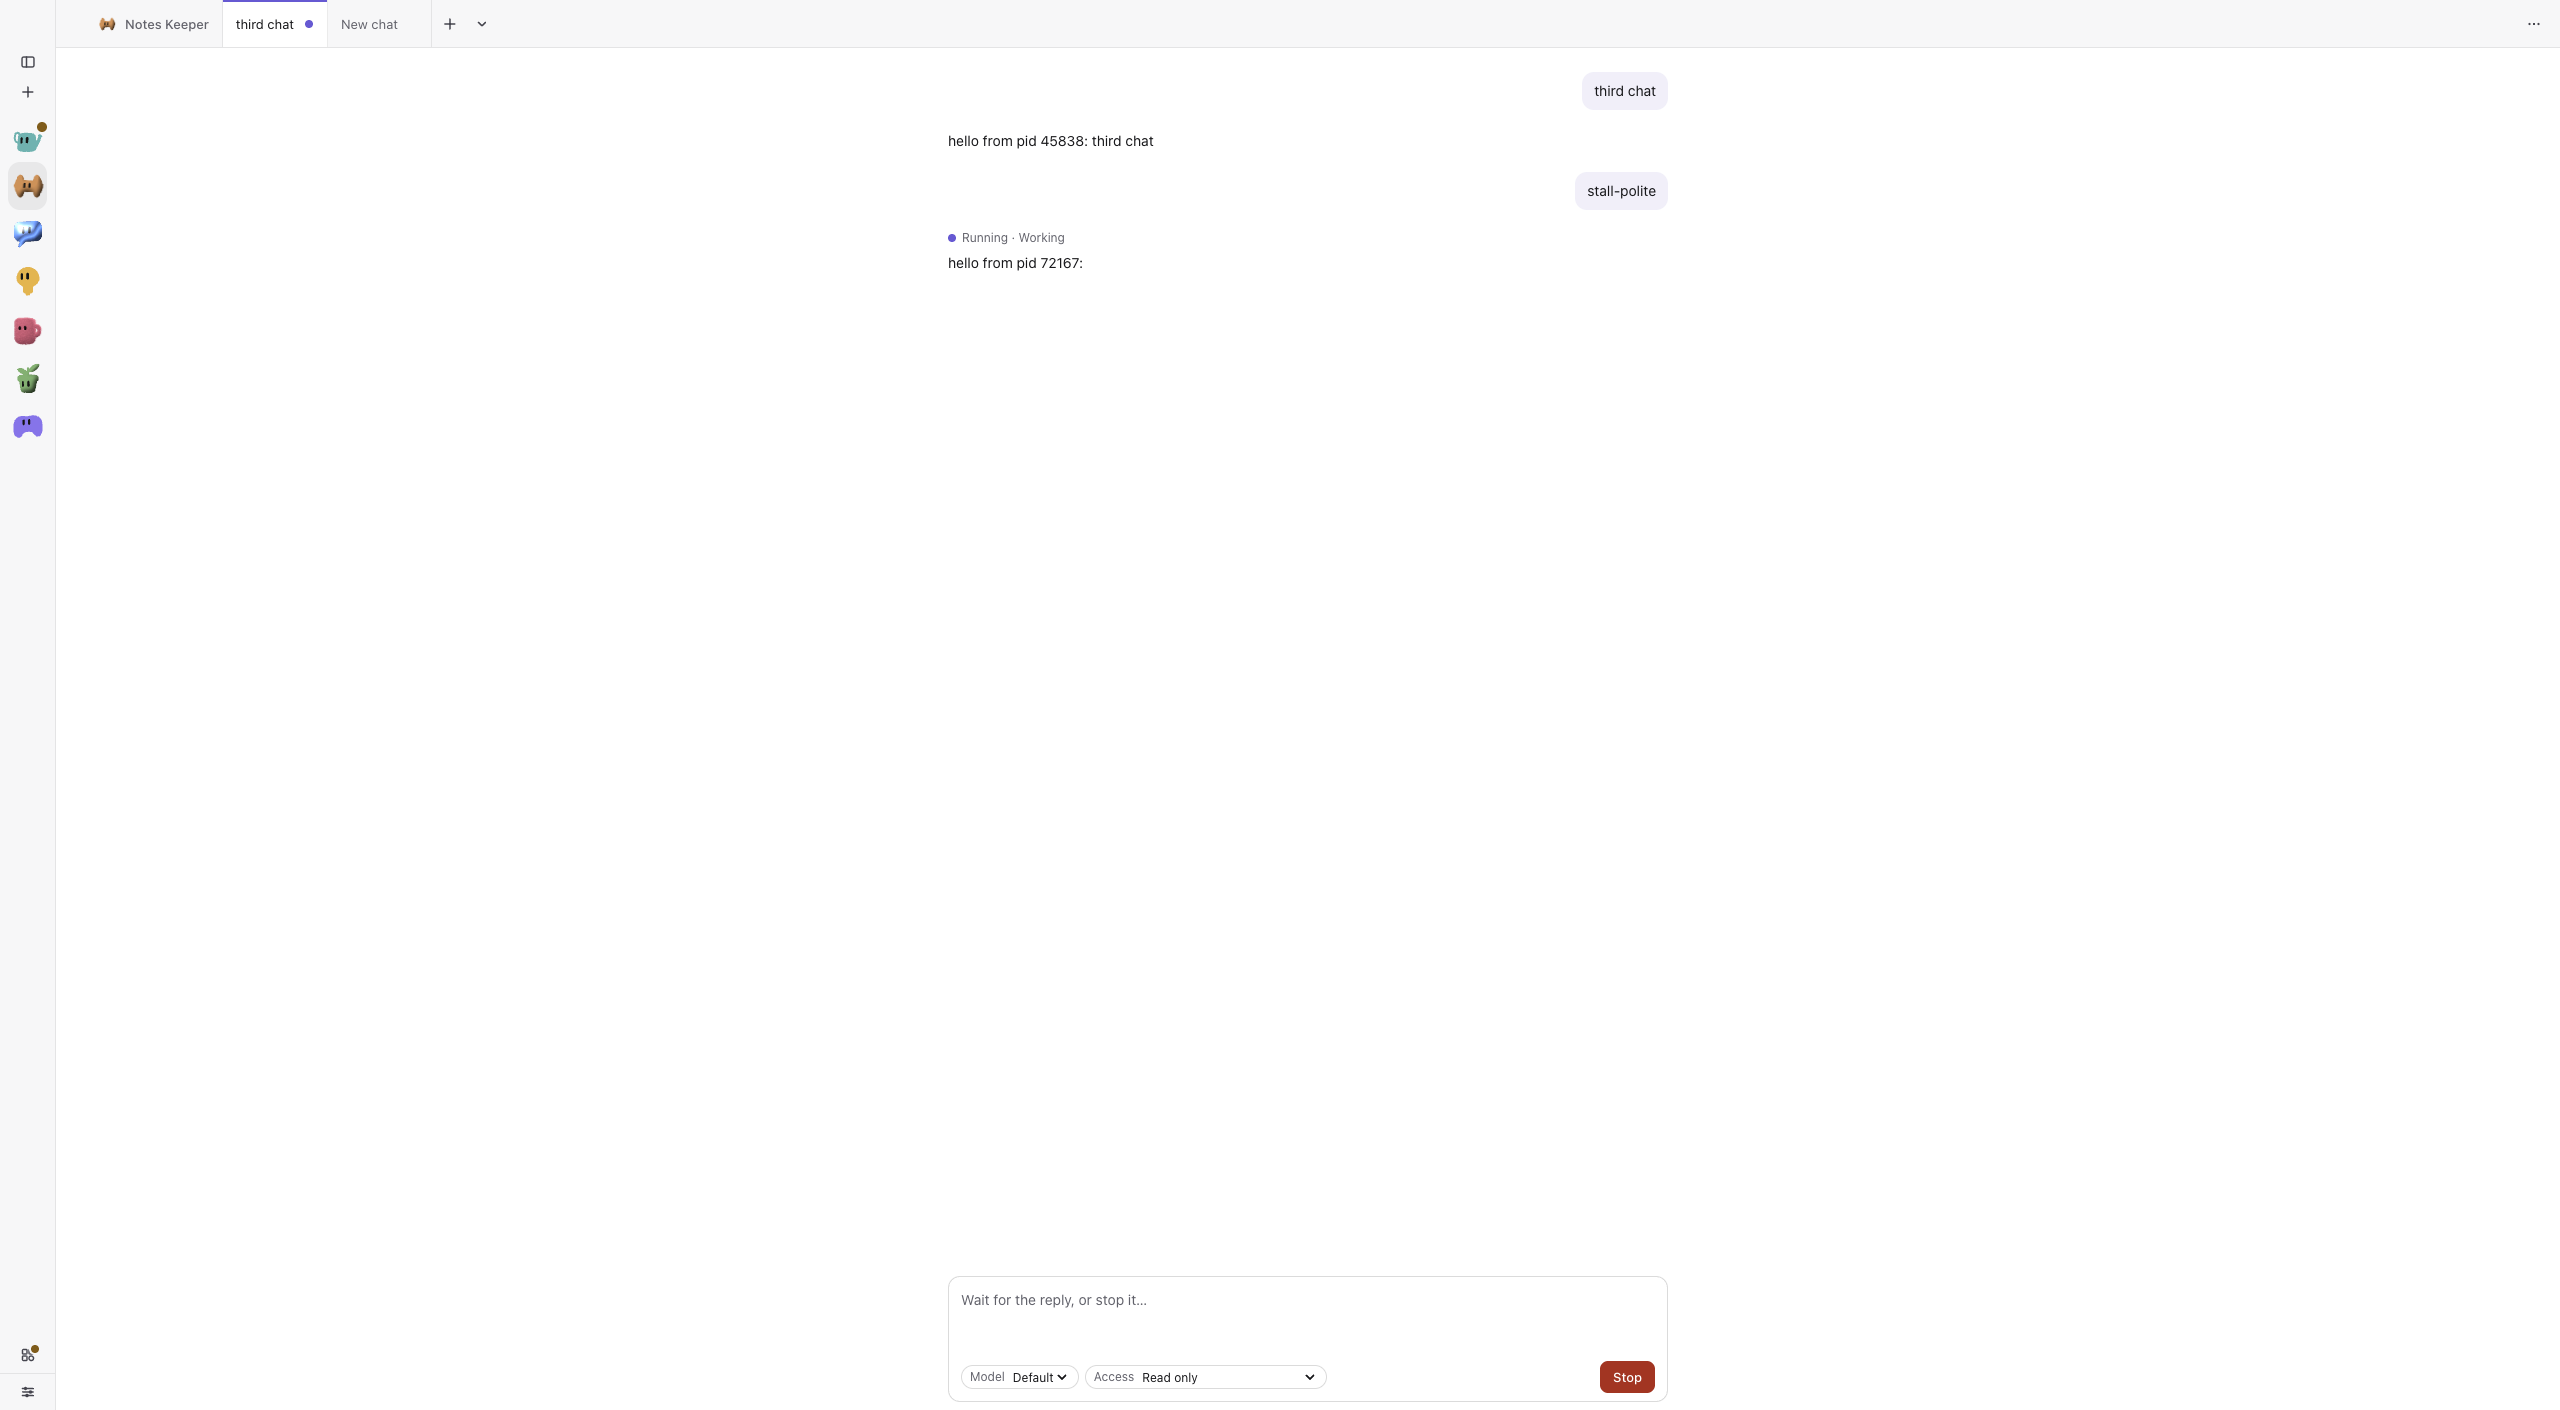 Notes Keeper
third chat
New chat
third chat
hello from pid 45838: third chat
stall-polite
Running · Working
hello from pid 72167:
Wait for the reply, or stop it...
Model Default
Access Read only
Stop